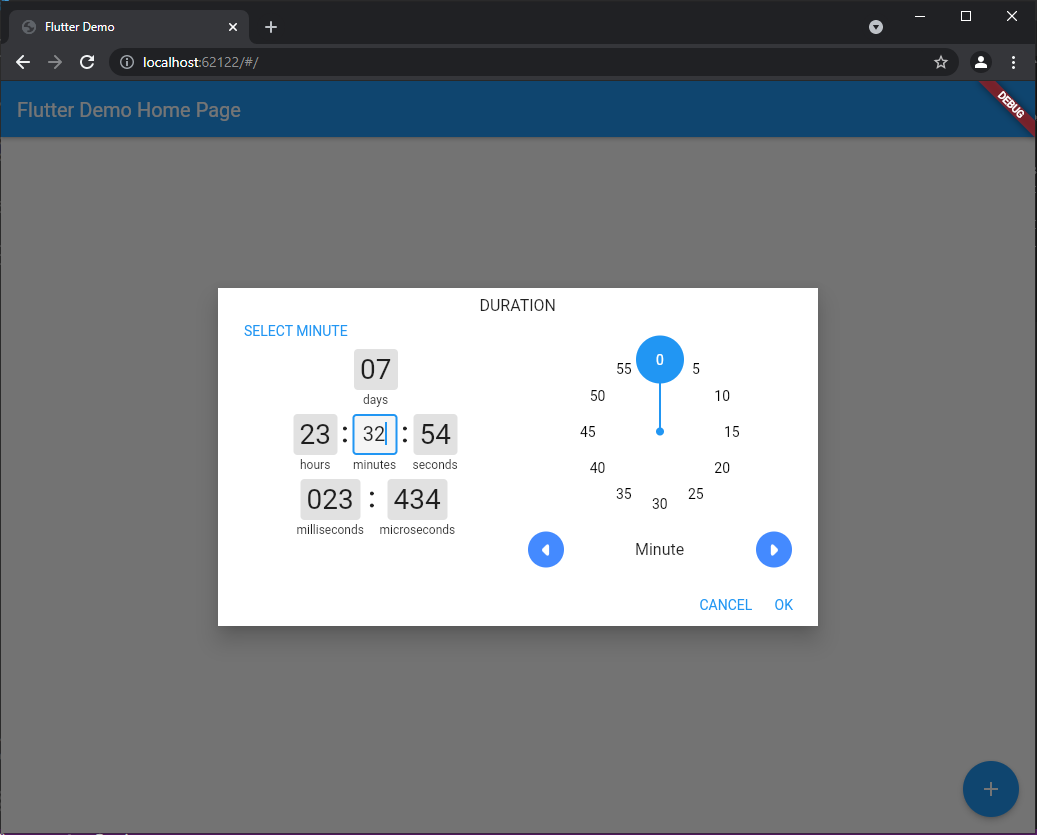 Flutter Demo
localhost:62122/#/
Flutter Demo Home Page
DEBUG
DURATION
SELECT MINUTE
07
days
23 : 32 : 54
hours minutes seconds
023 : 434
milliseconds microseconds
0
5
10
15
20
25
30
35
40
45
50
55
Minute
CANCEL OK